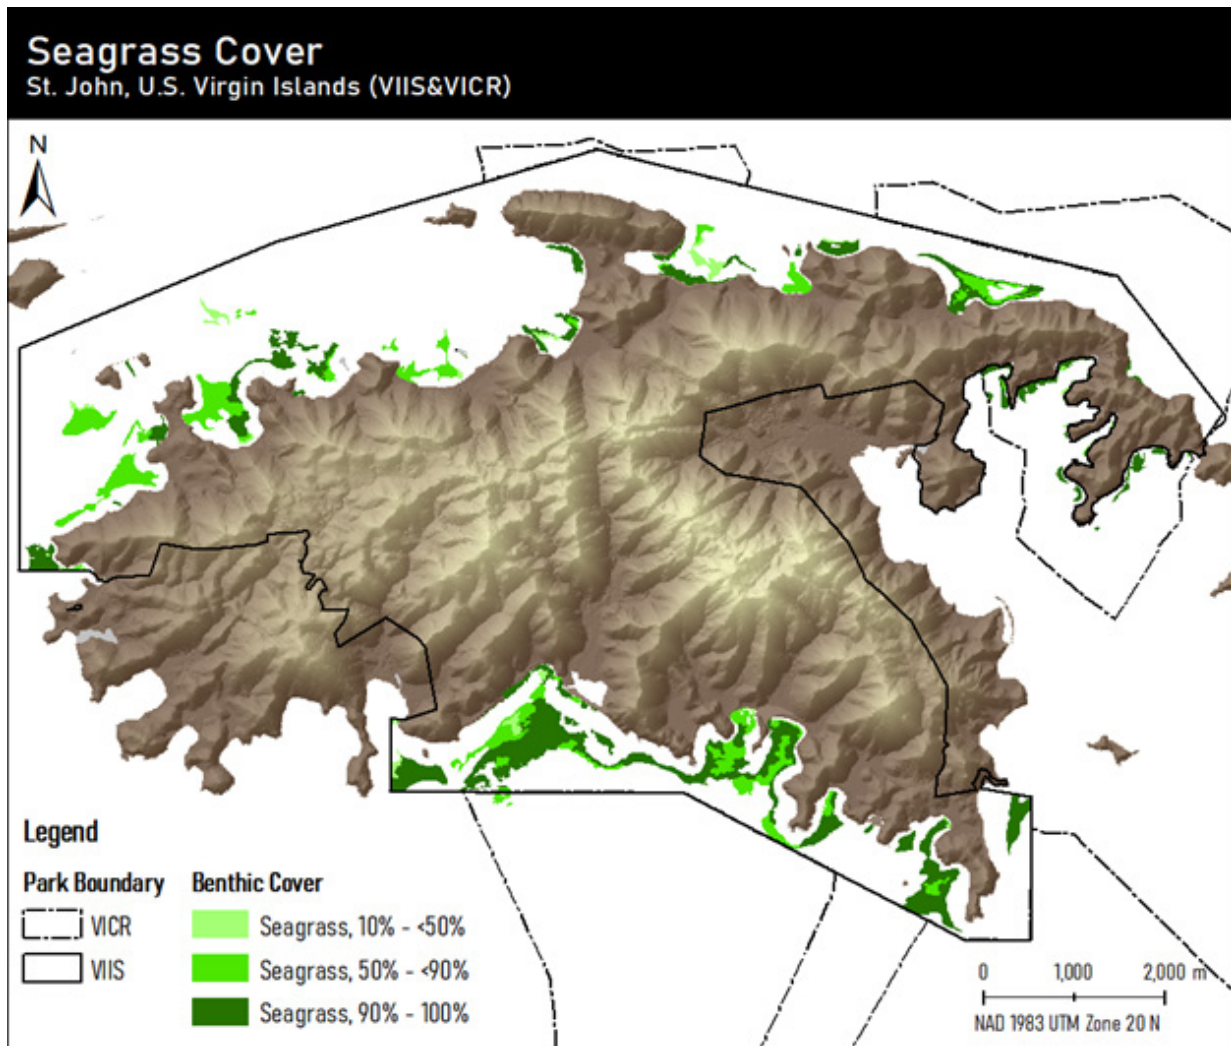 Seagrass Cover
St. John, U.S. Virgin Islands (VIIS&VICR)
N
Legend
Park Boundary
VICR
VIIS
Benthic Cover
Seagrass, 10% - <50%
Seagrass, 50% - <90%
Seagrass, 90% - 100%
0 1,000 2,000 m
NAD 1983 UTM Zone 20 N